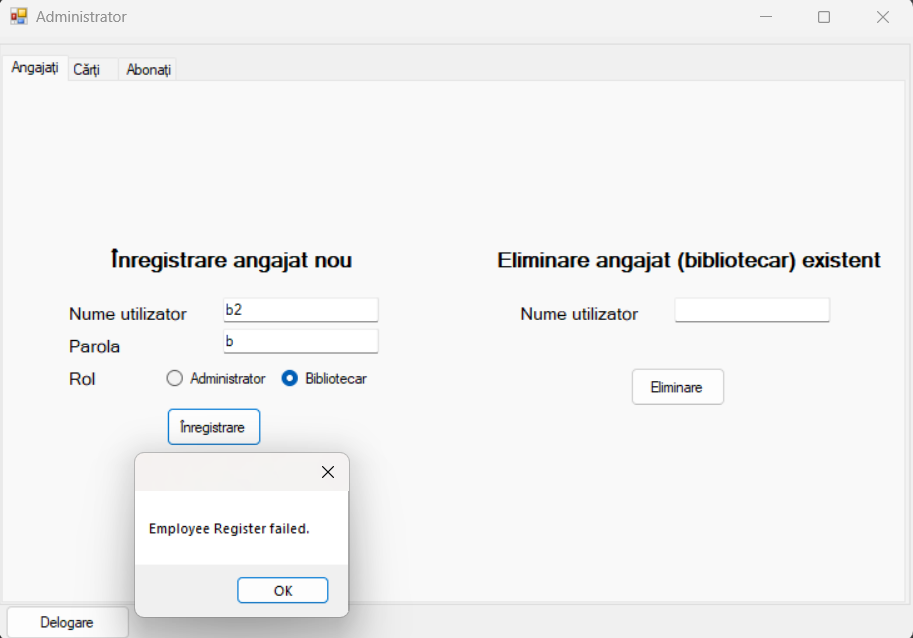 Administrator
Angajați Cărți Abonați
Înregistrare angajat nou
Nume utilizator b2
Parola b
Rol Administrator Bibliotecar
Înregistrare
Eliminare angajat (bibliotecar) existent
Nume utilizator
Eliminare
Employee Register failed.
OK
Delogare